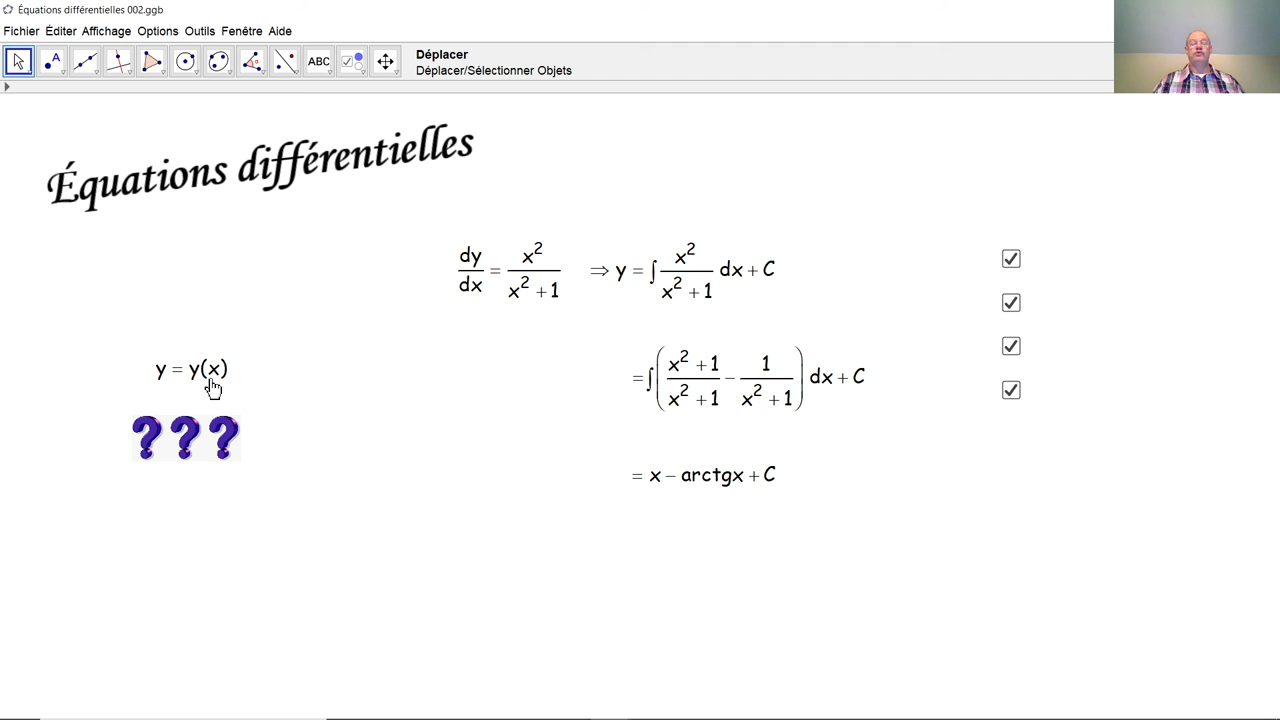 Équations différentielles 002.ggb
Fichier Éditer Affichage Options Outils Fenêtre Aide
A
ABC
Déplacer
Déplacer/Sélectionner Objets
Équations différentielles
dy/dx = x²/(x² + 1) ⇒ y = ∫ x²/(x² + 1) dx + C
y = y(x)
= ∫ ((x² + 1)/(x² + 1) − 1/(x² + 1)) dx + C
???
= x − arctgx + C